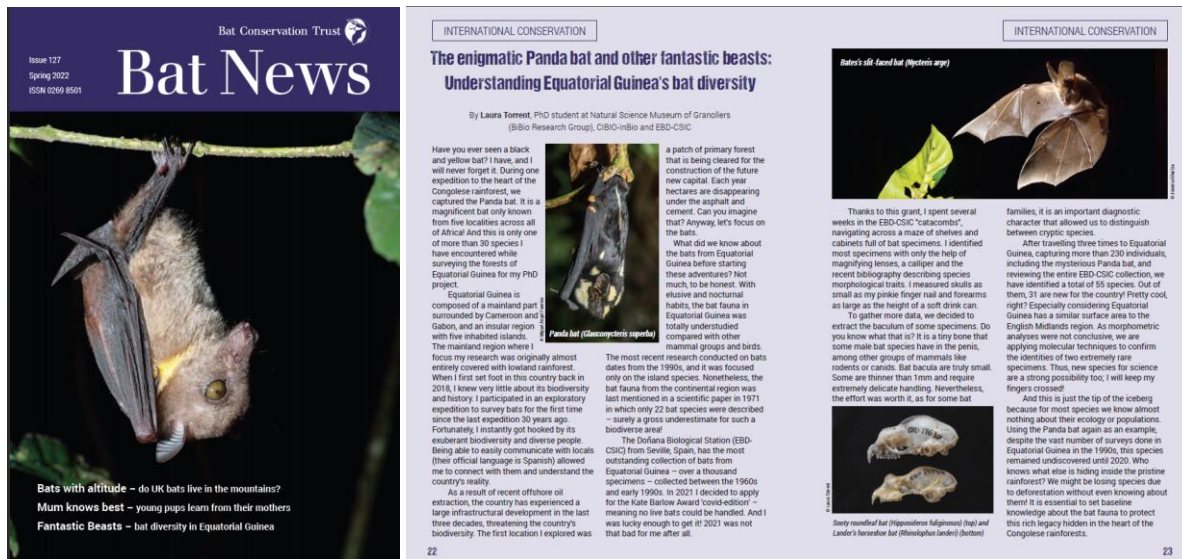 Bat Conservation Trust
Issue 127
Spring 2022
ISSN 0269 8501
Bat News
Bats with altitude – do UK bats live in the mountains?
Mum knows best – young pups learn from their mothers
Fantastic Beasts – bat diversity in Equatorial Guinea
INTERNATIONAL CONSERVATION
The enigmatic Panda bat and other fantastic beasts:
Understanding Equatorial Guinea's bat diversity
By Laura Torrent, PhD student at Natural Science Museum of Granollers
(BiBio Research Group), CIBIO-InBio and EBD-CSIC
Have you ever seen a black
and yellow bat? I have, and I
will never forget it. During one
expedition to the heart of the
Congolese rainforest, we
captured the Panda bat. It is a
magnificent bat only known
from five localities across all
of Africa! And this is only one
of more than 30 species I
have encountered while
surveying the forests of
Equatorial Guinea for my PhD
project.
Equatorial Guinea is
composed of a mainland part
surrounded by Cameroon and
Gabon, and an insular region
with five inhabited islands.
The mainland region where I
focus my research was originally almost
entirely covered with lowland rainforest.
When I first set foot in this country back in
2018, I knew very little about its biodiversity
and history. I participated in an exploratory
expedition to survey bats for the first time
since the last expedition 30 years ago.
Fortunately, I instantly got hooked by its
exuberant biodiversity and diverse people.
Being able to easily communicate with locals
(their official language is Spanish) allowed
me to connect with them and understand the
country's reality.
As a result of recent offshore oil
extraction, the country has experienced a
large infrastructural development in the last
three decades, threatening the country's
biodiversity. The first location I explored was
Panda bat (Glauconycteris superba)
a patch of primary forest
that is being cleared for the
construction of the future
new capital. Each year
hectares are disappearing
under the asphalt and
cement. Can you imagine
that? Anyway, let's focus on
the bats.
What did we know about
the bats from Equatorial
Guinea before starting
these adventures? Not
much, to be honest. With
elusive and nocturnal
habits, the bat fauna in
Equatorial Guinea was
totally understudied
compared with other
mammal groups and birds.
The most recent research conducted on bats
dates from the 1990s, and it was focused
only on the island species. Nonetheless, the
bat fauna from the continental region was
last mentioned in a scientific paper in 1971
in which only 22 bat species were described
– surely a gross underestimate for such a
biodiverse area!
The Doñana Biological Station (EBD-
CSIC) from Seville, Spain, has the most
outstanding collection of bats from
Equatorial Guinea – over a thousand
specimens – collected between the 1960s
and early 1990s. In 2021 I decided to apply
for the Kate Barlow Award 'covid-edition' –
meaning no live bats could be handled. And I
was lucky enough to get it! 2021 was not
that bad for me after all.
22
INTERNATIONAL CONSERVATION
Bates's slit-faced bat (Nycteris arge)
Thanks to this grant, I spent several
weeks in the EBD-CSIC "catacombs",
navigating across a maze of shelves and
cabinets full of bat specimens. I identified
most specimens with only the help of
magnifying lenses, a calliper and the
recent bibliography describing species
morphological traits. I measured skulls as
small as my pinkie finger nail and forearms
as large as the height of a soft drink can.
To gather more data, we decided to
extract the baculum of some specimens. Do
you know what that is? It is a tiny bone that
some male bat species have in the penis,
among other groups of mammals like
rodents or canids. Bat bacula are truly small.
Some are thinner than 1mm and require
extremely delicate handling. Nevertheless,
the effort was worth it, as for some bat
Sooty roundleaf bat (Hipposideros fuliginosus) (top) and
Lander's horseshoe bat (Rhinolophus landeri) (bottom)
families, it is an important diagnostic
character that allowed us to distinguish
between cryptic species.
After travelling three times to Equatorial
Guinea, capturing more than 230 individuals,
including the mysterious Panda bat, and
reviewing the entire EBD-CSIC collection, we
have identified a total of 55 species. Out of
them, 31 are new for the country! Pretty cool,
right? Especially considering Equatorial
Guinea has a similar surface area to the
English Midlands region. As morphometric
analyses were not conclusive, we are
applying molecular techniques to confirm
the identities of two extremely rare
specimens. Thus, new species for science
are a strong possibility too; I will keep my
fingers crossed!
And this is just the tip of the iceberg
because for most species we know almost
nothing about their ecology or populations.
Using the Panda bat again as an example,
despite the vast number of surveys done in
Equatorial Guinea in the 1990s, this species
remained undiscovered until 2020. Who
knows what else is hiding inside the pristine
rainforest? We might be losing species due
to deforestation without even knowing about
them! It is essential to set baseline
knowledge about the bat fauna to protect
this rich legacy hidden in the heart of the
Congolese rainforests.
23